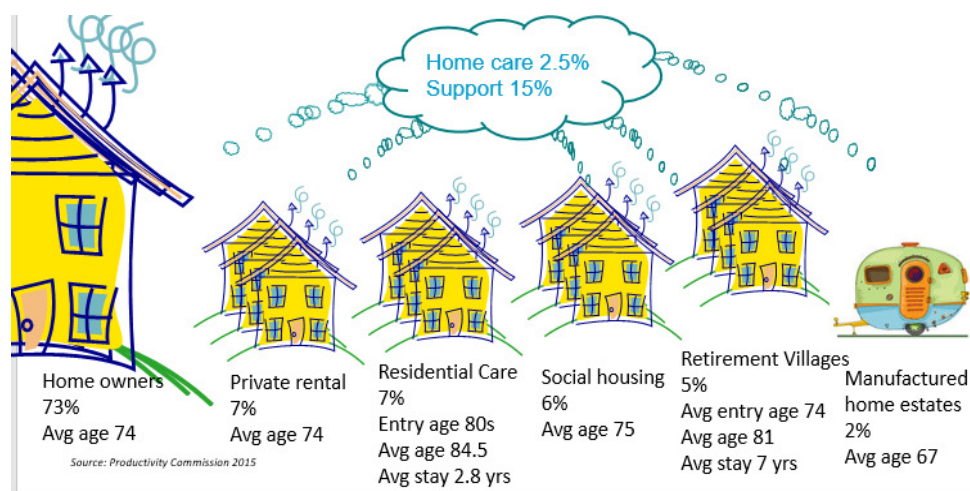 Home care 2.5%
Support 15%
Home owners
73%
Avg age 74
Private rental
7%
Avg age 74
Residential Care
7%
Entry age 80s
Avg age 84.5
Avg stay 2.8 yrs
Social housing
6%
Avg age 75
Retirement Villages
5%
Avg entry age 74
Avg age 81
Avg stay 7 yrs
Manufactured
home estates
2%
Avg age 67
Source: Productivity Commission 2015